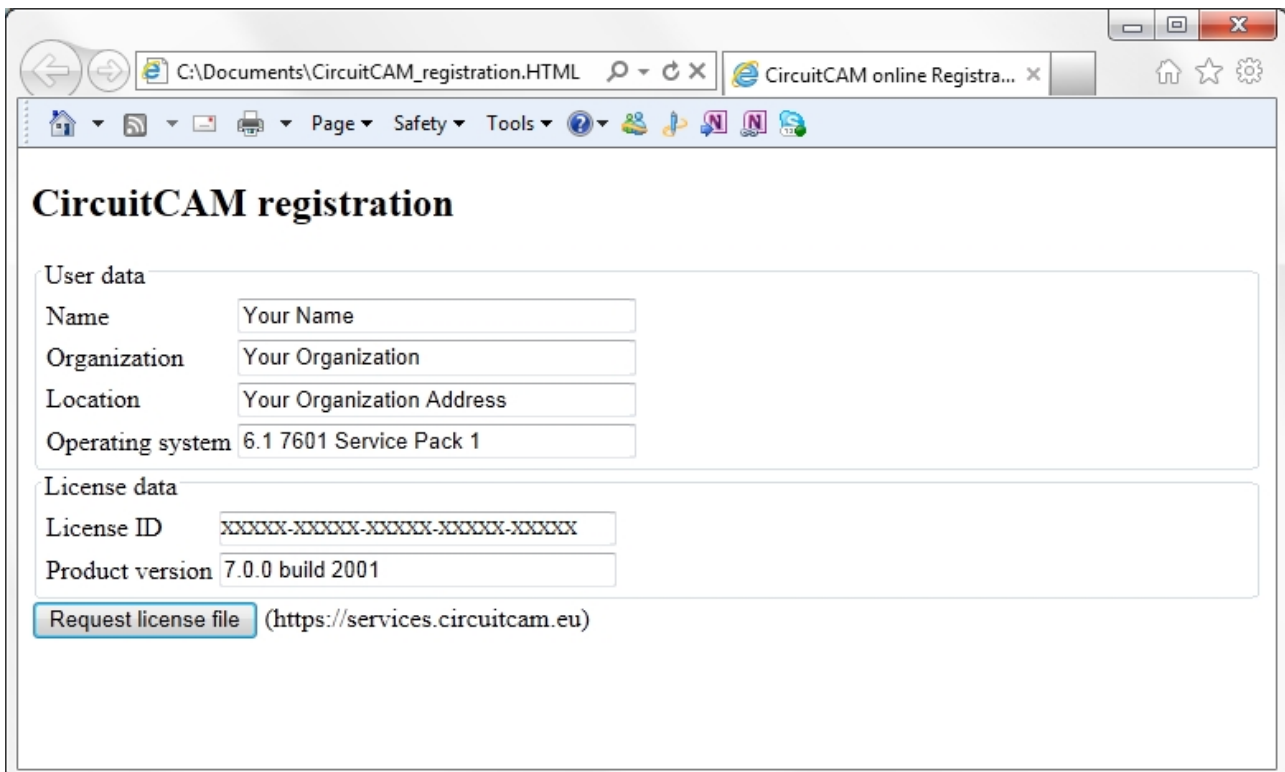 C:\Documents\CircuitCAM_registration.HTML
CircuitCAM online Registra...
Page Safety Tools
CircuitCAM registration
User data
Name Your Name
Organization Your Organization
Location Your Organization Address
Operating system 6.1 7601 Service Pack 1
License data
License ID XXXXX-XXXXX-XXXXX-XXXXX-XXXXX
Product version 7.0.0 build 2001
Request license file (https://services.circuitcam.eu)